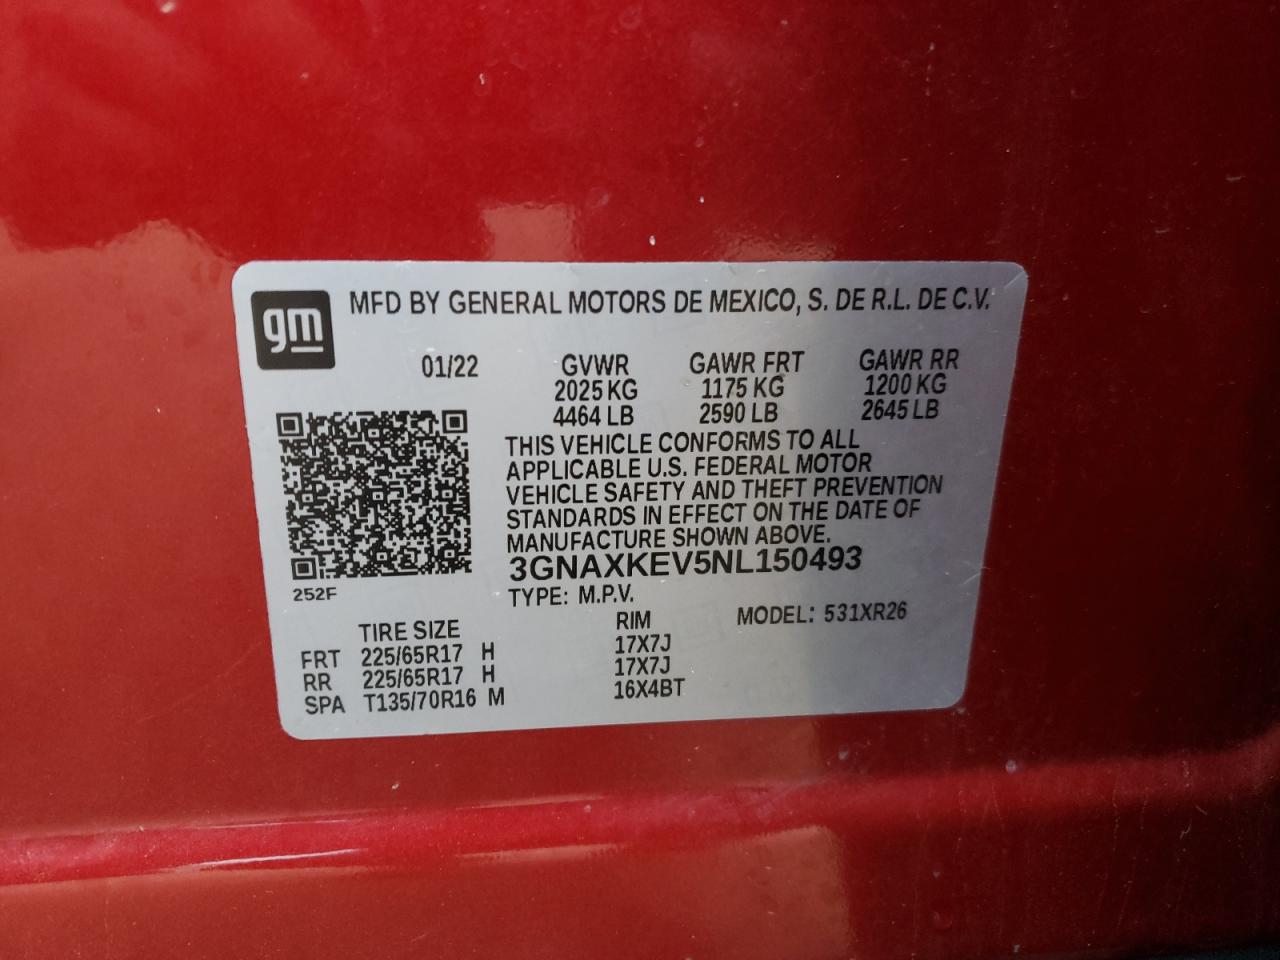 gm MFD BY GENERAL MOTORS DE MEXICO, S. DE R.L. DE C.V.
01/22 GVWR GAWR FRT GAWR RR
2025 KG 1175 KG 1200 KG
4464 LB 2590 LB 2645 LB
THIS VEHICLE CONFORMS TO ALL
APPLICABLE U.S. FEDERAL MOTOR
VEHICLE SAFETY AND THEFT PREVENTION
STANDARDS IN EFFECT ON THE DATE OF
MANUFACTURE SHOWN ABOVE.
3GNAXKEV5NL150493
252F
TYPE: M.P.V.
TIRE SIZE RIM MODEL: 531XR26
FRT 225/65R17 H 17X7J
RR 225/65R17 H 17X7J
SPA T135/70R16 M 16X4BT